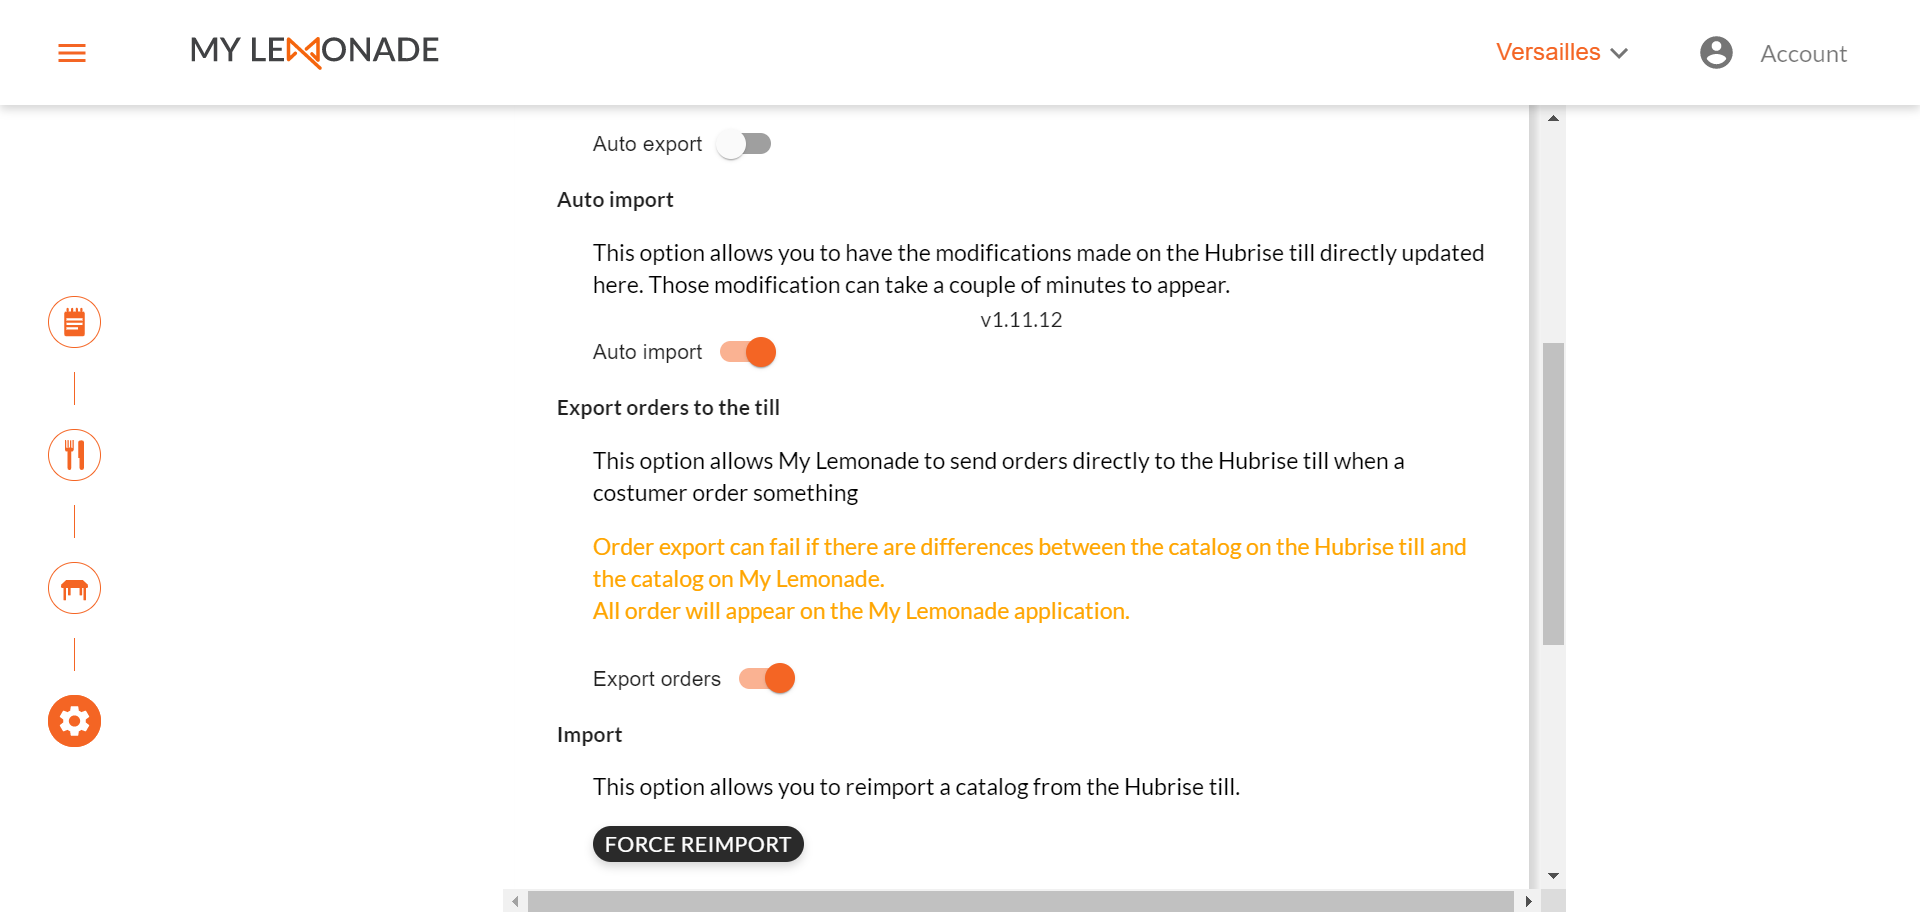 MY LEMONADE
Versailles
Account
Auto export
Auto import
This option allows you to have the modifications made on the Hubrise till directly updated
here. Those modification can take a couple of minutes to appear.
v1.11.12
Auto import
Export orders to the till
This option allows My Lemonade to send orders directly to the Hubrise till when a
costumer order something
Order export can fail if there are differences between the catalog on the Hubrise till and
the catalog on My Lemonade.
All order will appear on the My Lemonade application.
Export orders
Import
This option allows you to reimport a catalog from the Hubrise till.
FORCE REIMPORT